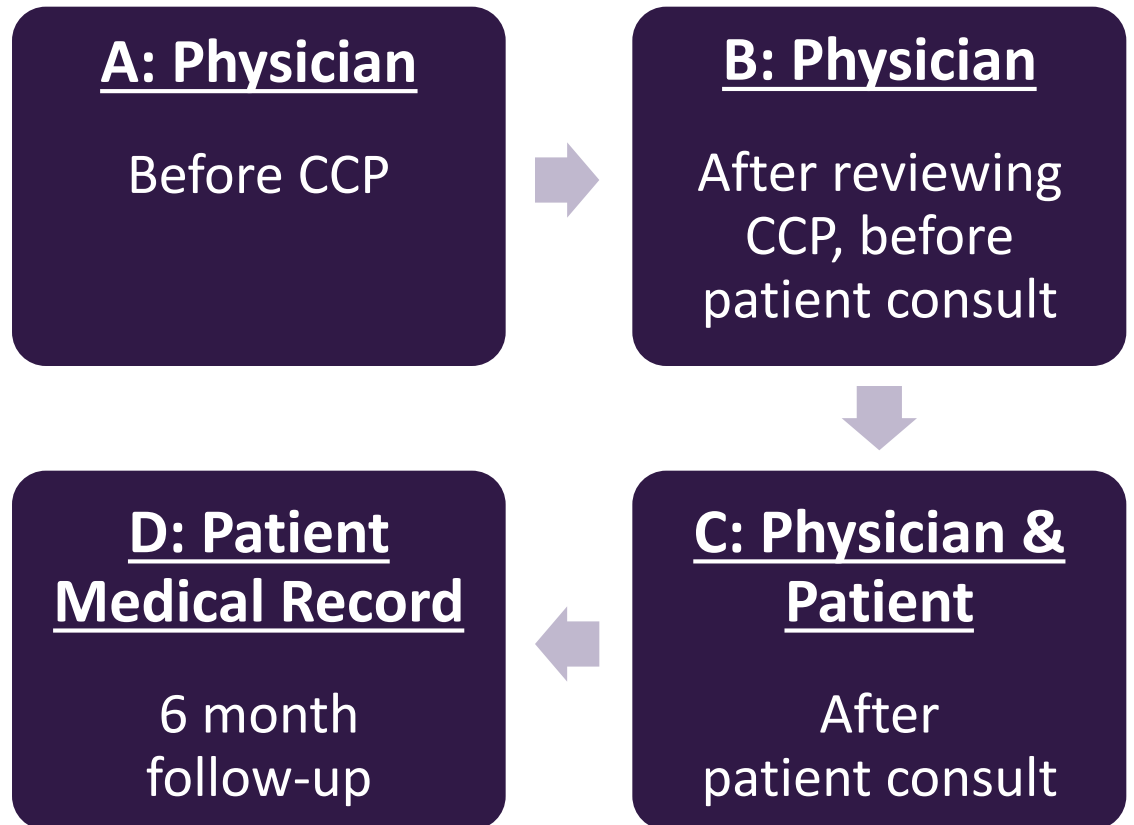 A: Physician
Before CCP
B: Physician
After reviewing
CCP, before
patient consult
C: Physician &
Patient
After
patient consult
D: Patient
Medical Record
6 month
follow-up